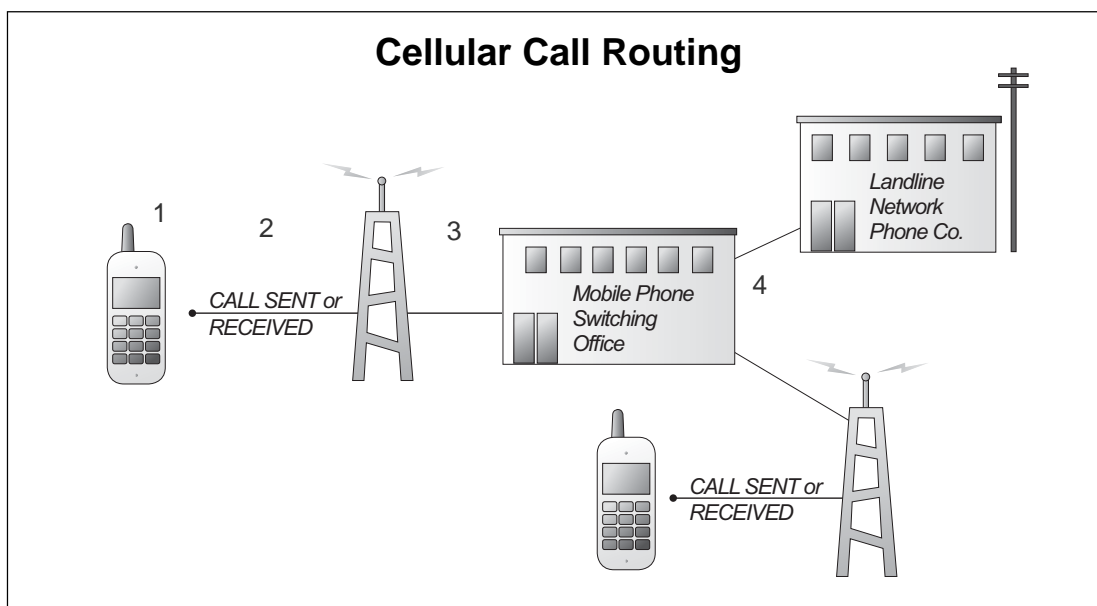 Cellular Call Routing
1
2
3
4
CALL SENT or
RECEIVED
Mobile Phone
Switching
Office
Landline
Network
Phone Co.
CALL SENT or
RECEIVED